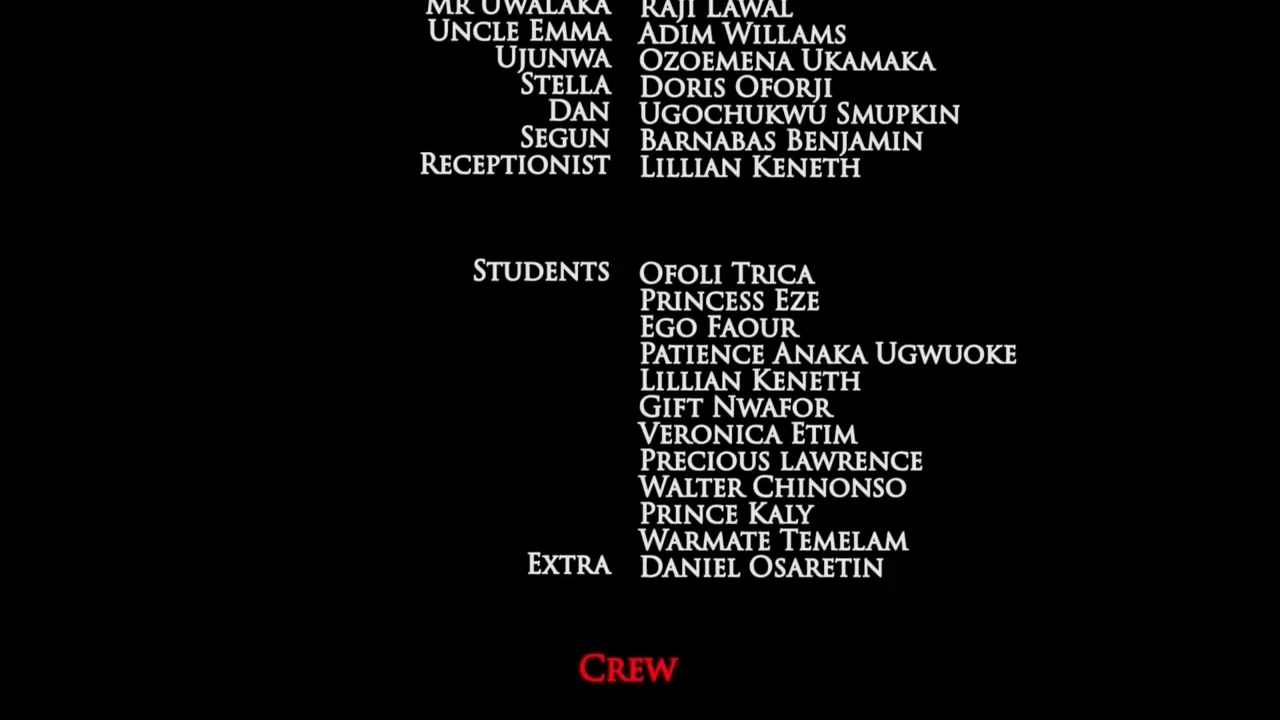 Mr Uwalaka Raji Lawal
Uncle Emma Adim Willams
Ujunwa Ozoemena Ukamaka
Stella Doris Oforji
Dan Ugochukwu Smupkin
Segun Barnabas Benjamin
Receptionist Lillian Keneth
Students Ofoli Trica
Princess Eze
Ego Faour
Patience Anaka Ugwuoke
Lillian Keneth
Gift Nwafor
Veronica Etim
Precious lawrence
Walter Chinonso
Prince Kaly
Warmate Temelam
Extra Daniel Osaretin
Crew